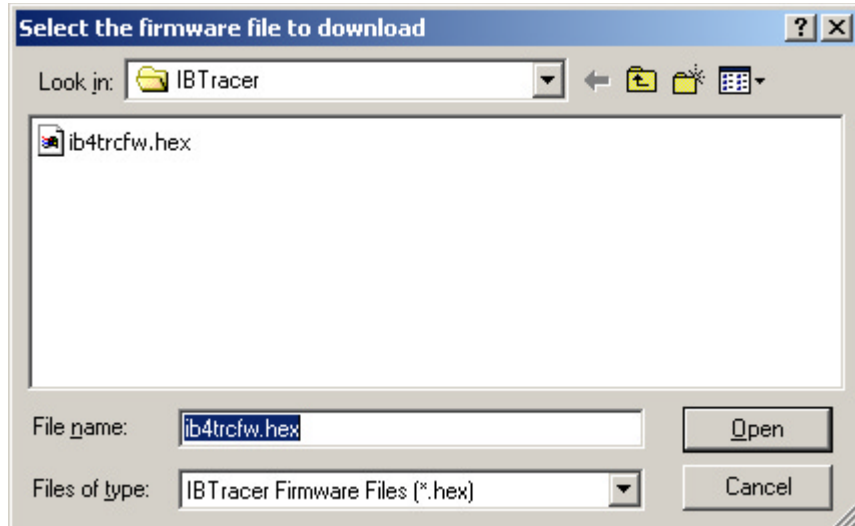 Select the firmware file to download
Look in: IBTracer
ib4trcfw.hex
File name: ib4trcfw.hex Open
Files of type: IBTracer Firmware Files (*.hex) Cancel